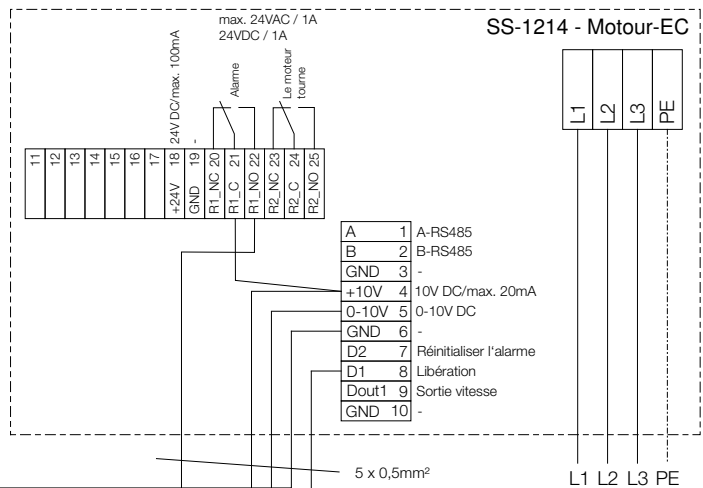 max. 24VAC / 1A
24VDC / 1A
SS-1214 - Motour-EC
24V DC/max. 100mA
-
Alarme
Le moteur
tourne
11
12
13
14
15
16
17
+24V 18
GND 19
R1_NC 20
R1_C 21
R1_NO 22
R2_NC 23
R2_C 24
R2_NO 25
L1
L2
L3
PE
A 1 A-RS485
B 2 B-RS485
GND 3 -
+10V 4 10V DC/max. 20mA
0-10V 5 0-10V DC
GND 6 -
D2 7 Réinitialiser l'alarme
D1 8 Libération
Dout1 9 Sortie vitesse
GND 10 -
5 x 0,5mm²
L1 L2 L3 PE